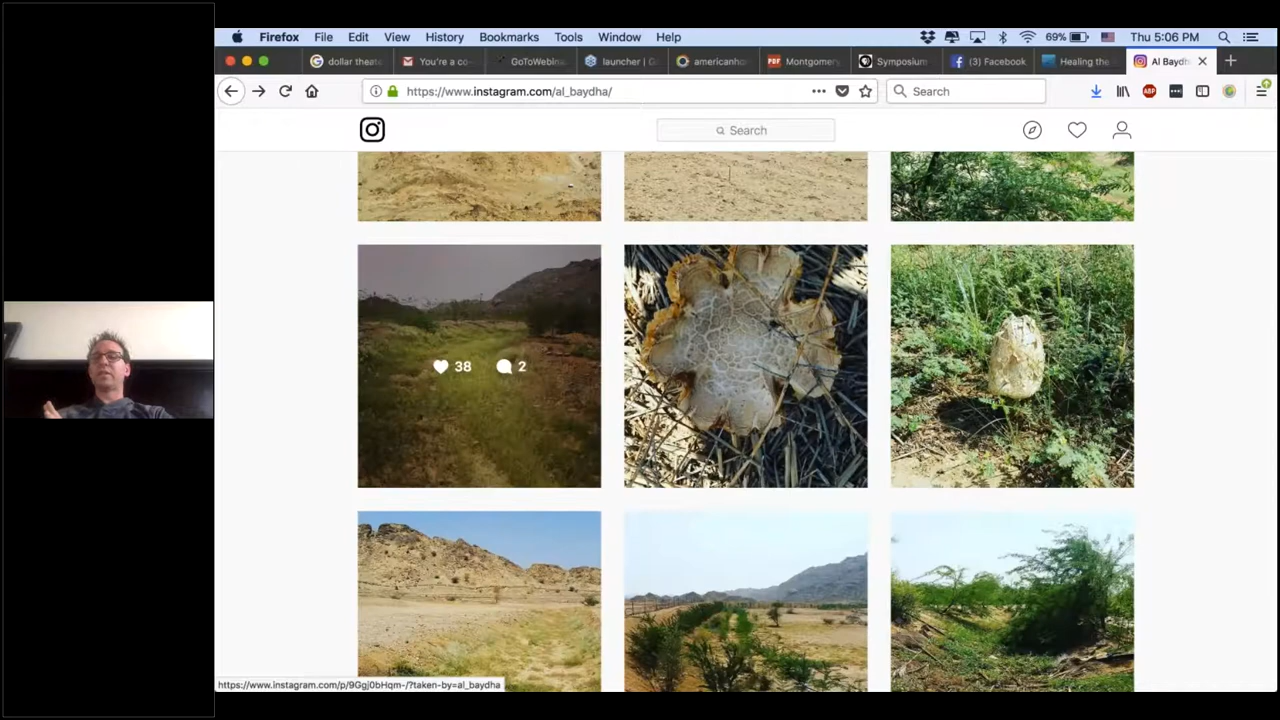 Firefox File Edit View History Bookmarks Tools Window Help 69% Thu 5:06 PM
dollar theat
You're a co-
GoToWebin
launcher | G
americanho
Montgomery
Symposium
(3) Facebook
Healing the
Al Baydh
https://www.instagram.com/al_baydha/
Search
ABP
Search
38 2
https://www.instagram.com/p/9Ggj0bHqm-/?taken-by=al_baydha